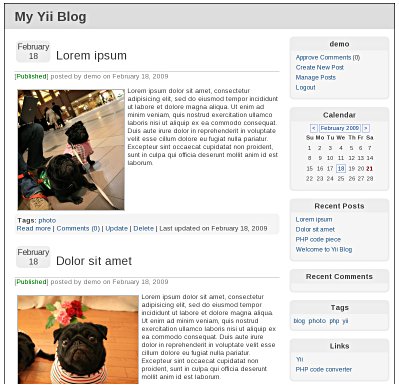 My Yii Blog
February
18
Lorem ipsum
[Published] posted by demo on February 18, 2009
Lorem ipsum dolor sit amet, consectetur
adipisicing elit, sed do eiusmod tempor incididunt
ut labore et dolore magna aliqua. Ut enim ad
minim veniam, quis nostrud exercitation ullamco
laboris nisi ut aliquip ex ea commodo consequat.
Duis aute irure dolor in reprehenderit in voluptate
velit esse cillum dolore eu fugiat nulla pariatur.
Excepteur sint occaecat cupidatat non proident,
sunt in culpa qui officia deserunt mollit anim id est
laborum.
Tags: photo
Read more | Comments (0) | Update | Delete | Last updated on February 18, 2009
February
18
Dolor sit amet
[Published] posted by demo on February 18, 2009
Lorem ipsum dolor sit amet, consectetur
adipisicing elit, sed do eiusmod tempor
incididunt ut labore et dolore magna aliqua. Ut
enim ad minim veniam, quis nostrud
exercitation ullamco laboris nisi ut aliquip ex ea
commodo consequat. Duis aute irure dolor in
reprehenderit in voluptate velit esse cillum
dolore eu fugiat nulla pariatur. Excepteur sint
occaecat cupidatat non proident, sunt in culpa
qui officia deserunt mollit anim id est laborum.
demo
Approve Comments (0)
Create New Post
Manage Posts
Logout
Calendar
< February 2009 >
Su Mo Tu We Th Fr Sa
1 2 3 4 5 6 7
8 9 10 11 12 13 14
15 16 17 18 19 20 21
22 23 24 25 26 27 28
Recent Posts
Lorem ipsum
Dolor sit amet
PHP code piece
Welcome to Yii Blog
Recent Comments
Tags
blog photo php yii
Links
Yii
PHP code converter